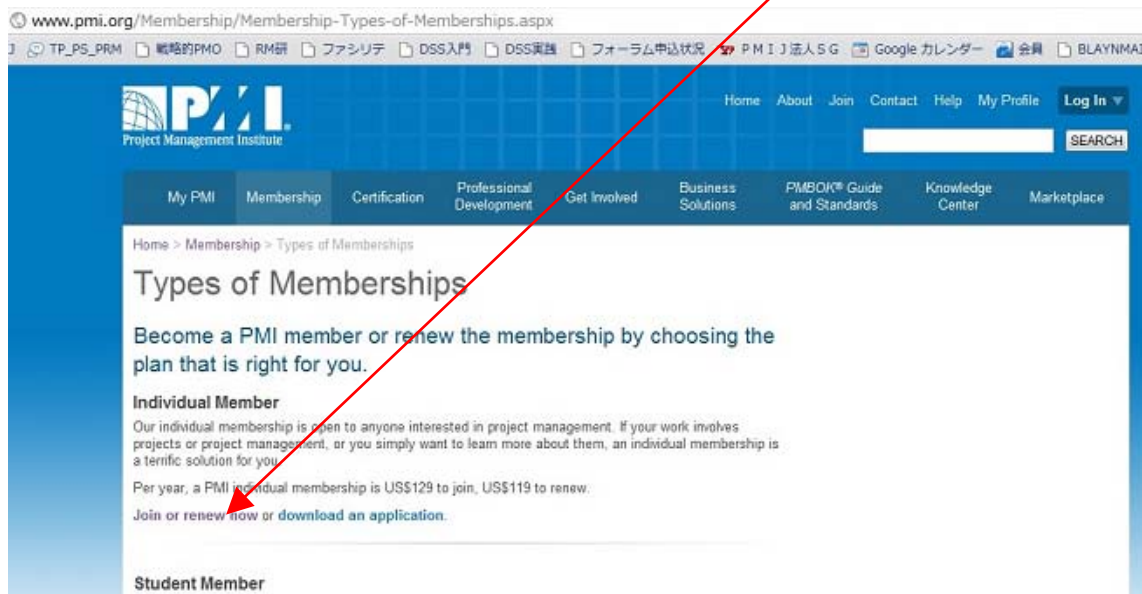 www.pmi.org/Membership/Membership-Types-of-Memberships.aspx
TP_PS_PRM 戦略的PMO RM研 ファシリテ DSS入門 DSS実践 フォーラム申込状況 PMIJ法人SG Google カレンダー 会員 BLAYNMAI
PMI.
Project Management Institute
Home About Join Contact Help My Profile Log In
SEARCH
My PMI Membership Certification Professional Development Get Involved Business Solutions PMBOK® Guide and Standards Knowledge Center Marketplace
Home > Membership > Types of Memberships
Types of Memberships
Become a PMI member or renew the membership by choosing the
plan that is right for you.
Individual Member
Our individual membership is open to anyone interested in project management. If your work involves
projects or project management, or you simply want to learn more about them, an individual membership is
a terrific solution for you.
Per year, a PMI individual membership is US$129 to join, US$119 to renew.
Join or renew now or download an application.
Student Member